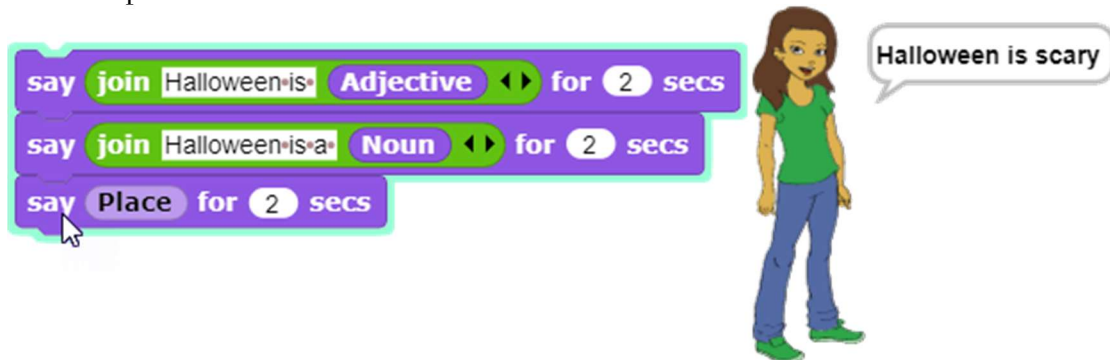 say join Halloween is Adjective for 2 secs
say join Halloween is a Noun for 2 secs
say Place for 2 secs
Halloween is scary